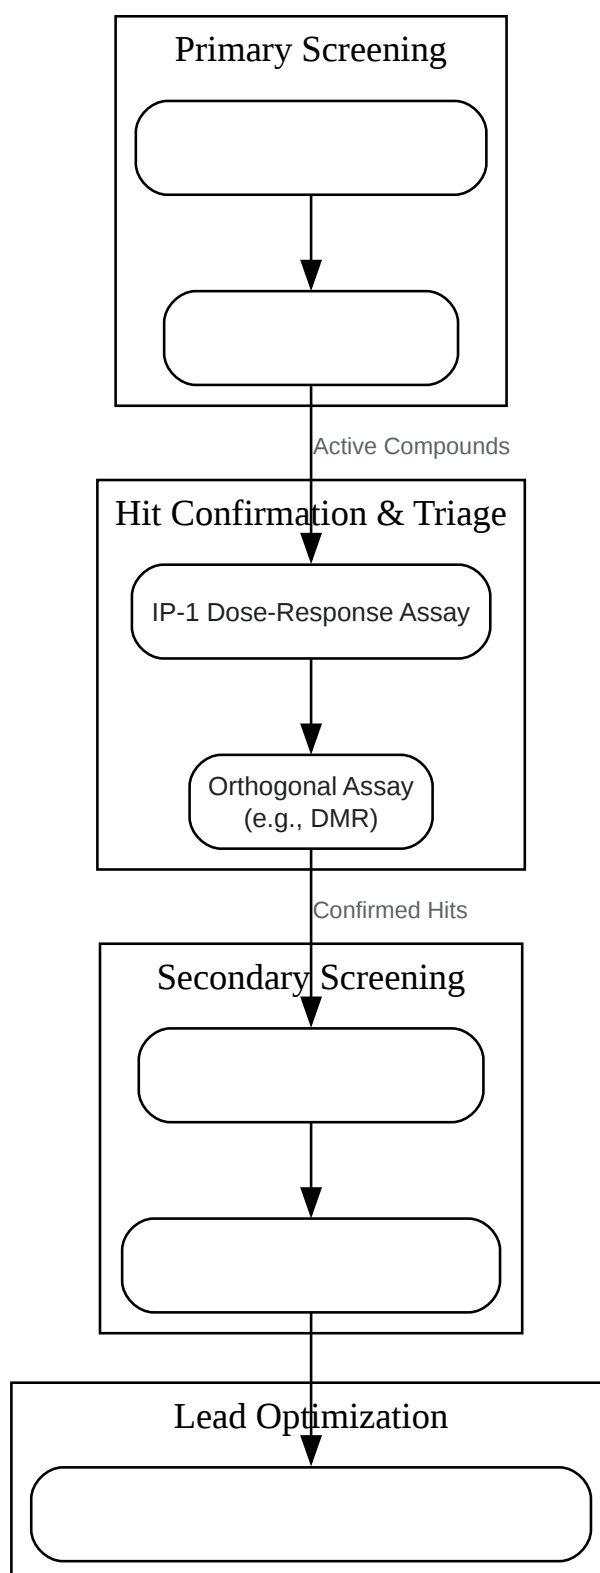 Primary Screening
Active Compounds
Hit Confirmation & Triage
IP-1 Dose-Response Assay
Orthogonal Assay
(e.g., DMR)
Confirmed Hits
Secondary Screening
Lead Optimization